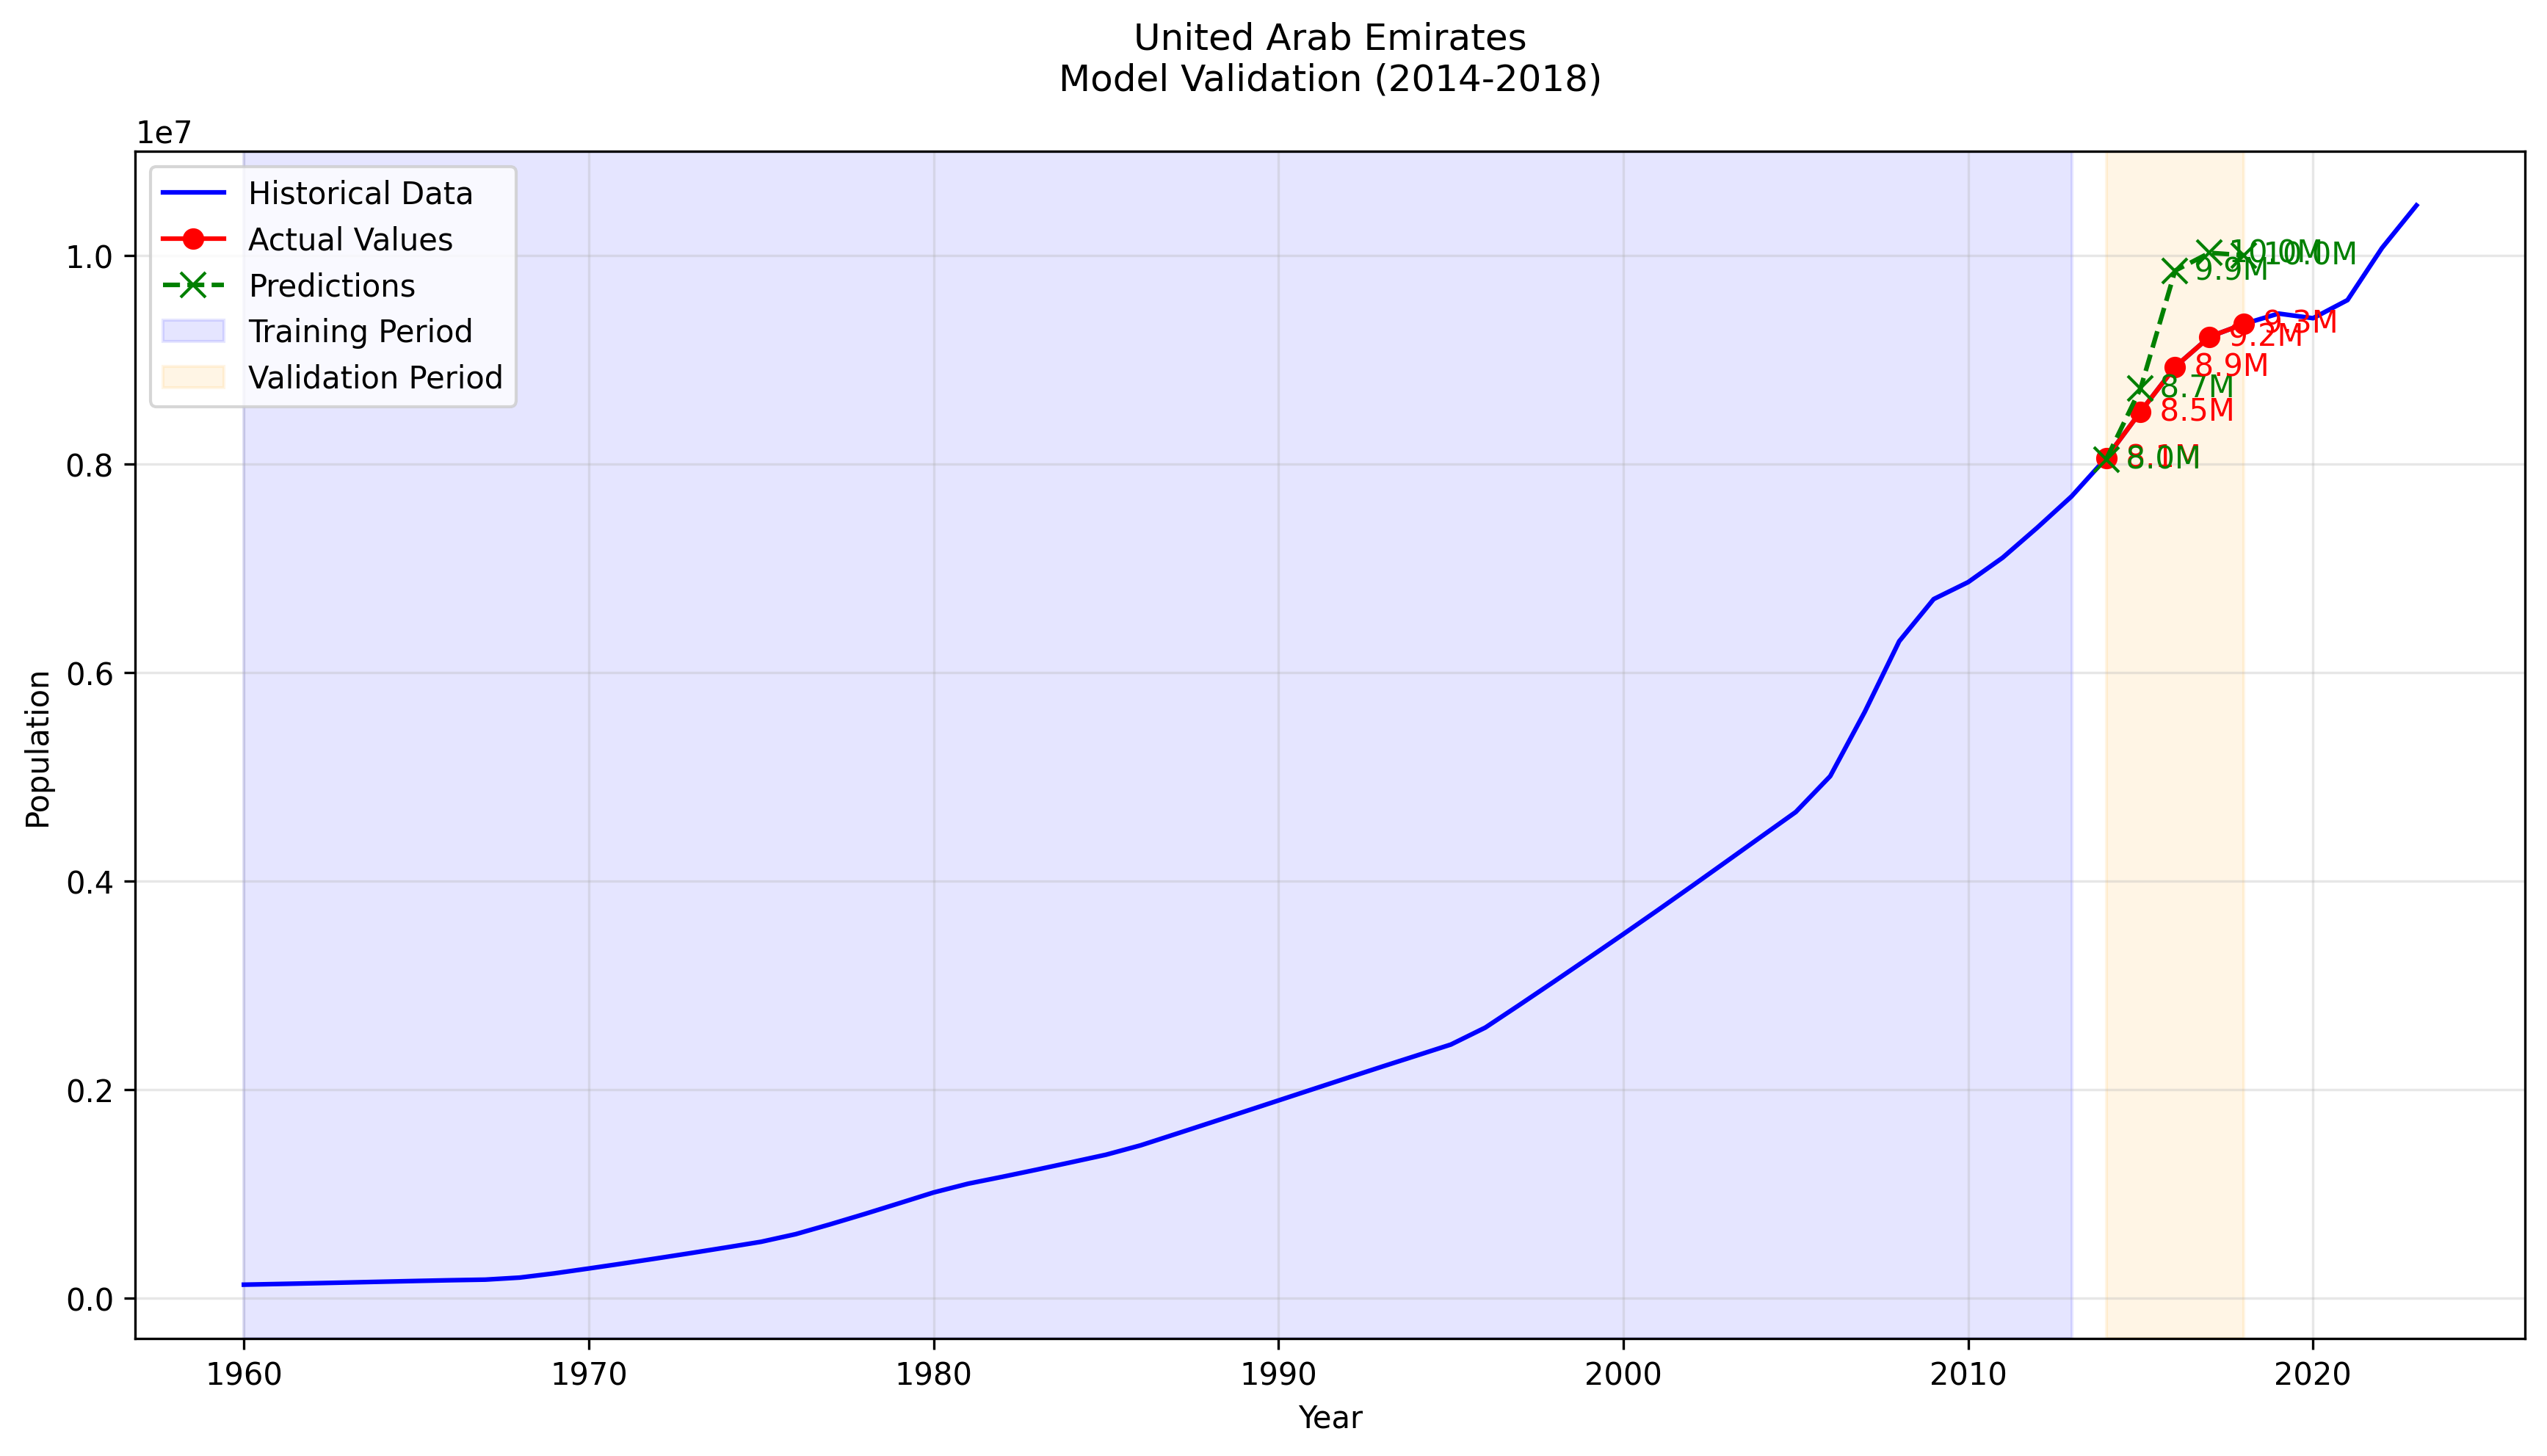 United Arab Emirates
Model Validation (2014-2018)
1e7
Historical Data
Actual Values
Predictions
Training Period
Validation Period
1.0
0.8
0.6
0.4
0.2
0.0
Population
10.0M
10.0M
9.9M
9.3M
9.2M
8.9M
8.7M
8.5M
8.1M
8.0M
1960
1970
1980
1990
2000
2010
2020
Year